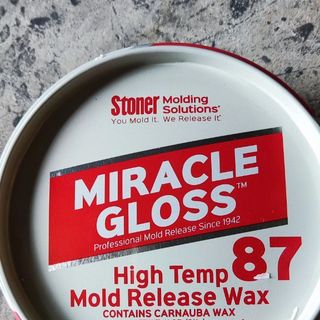 Stoner Molding Solutions®
You Mold It. We Release It®
MIRACLE
GLOSS™
Professional Mold Release Since 1942
High Temp 87
Mold Release Wax
CONTAINS CARNAUBA WAX